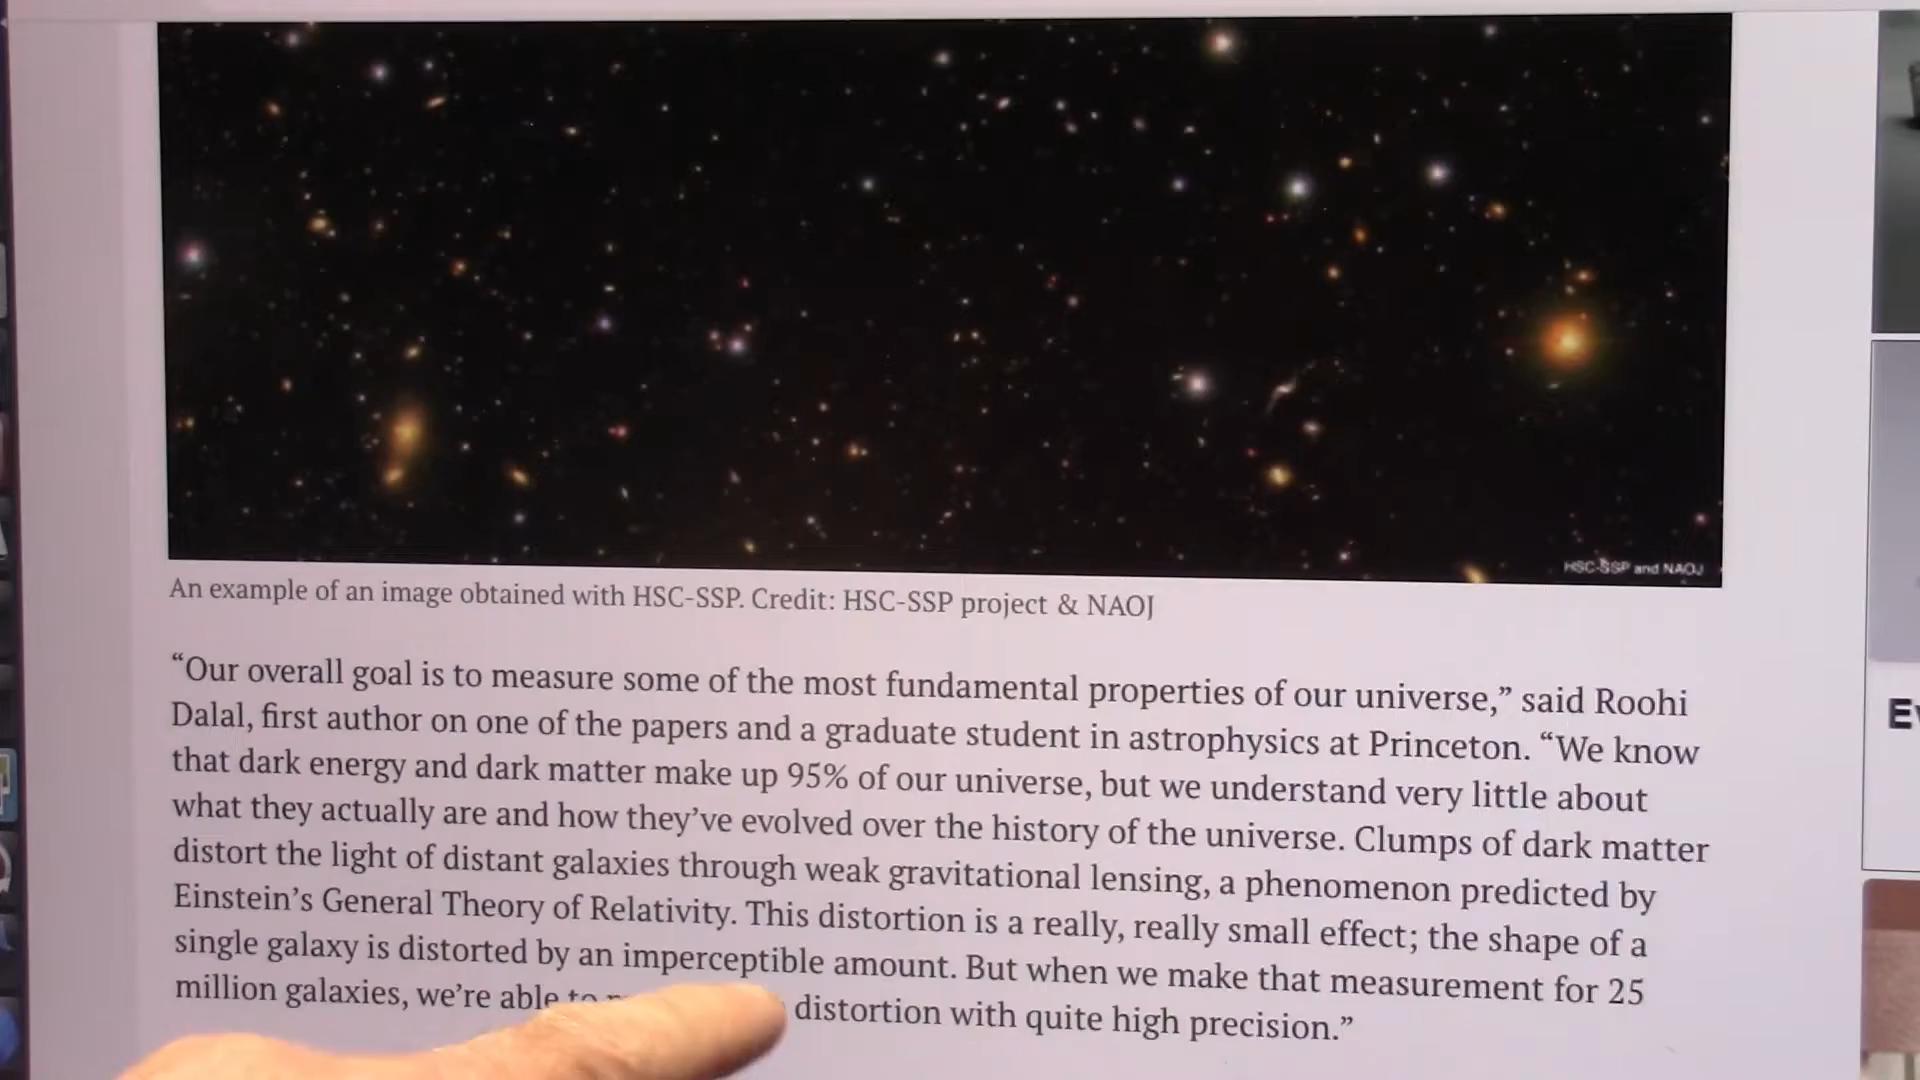 HSC-SSP and NAOJ
An example of an image obtained with HSC-SSP. Credit: HSC-SSP project & NAOJ
“Our overall goal is to measure some of the most fundamental properties of our universe,” said Roohi
Dalal, first author on one of the papers and a graduate student in astrophysics at Princeton. “We know
that dark energy and dark matter make up 95% of our universe, but we understand very little about
what they actually are and how they’ve evolved over the history of the universe. Clumps of dark matter
distort the light of distant galaxies through weak gravitational lensing, a phenomenon predicted by
Einstein’s General Theory of Relativity. This distortion is a really, really small effect; the shape of a
single galaxy is distorted by an imperceptible amount. But when we make that measurement for 25
million galaxies, we’re able to distortion with quite high precision.”